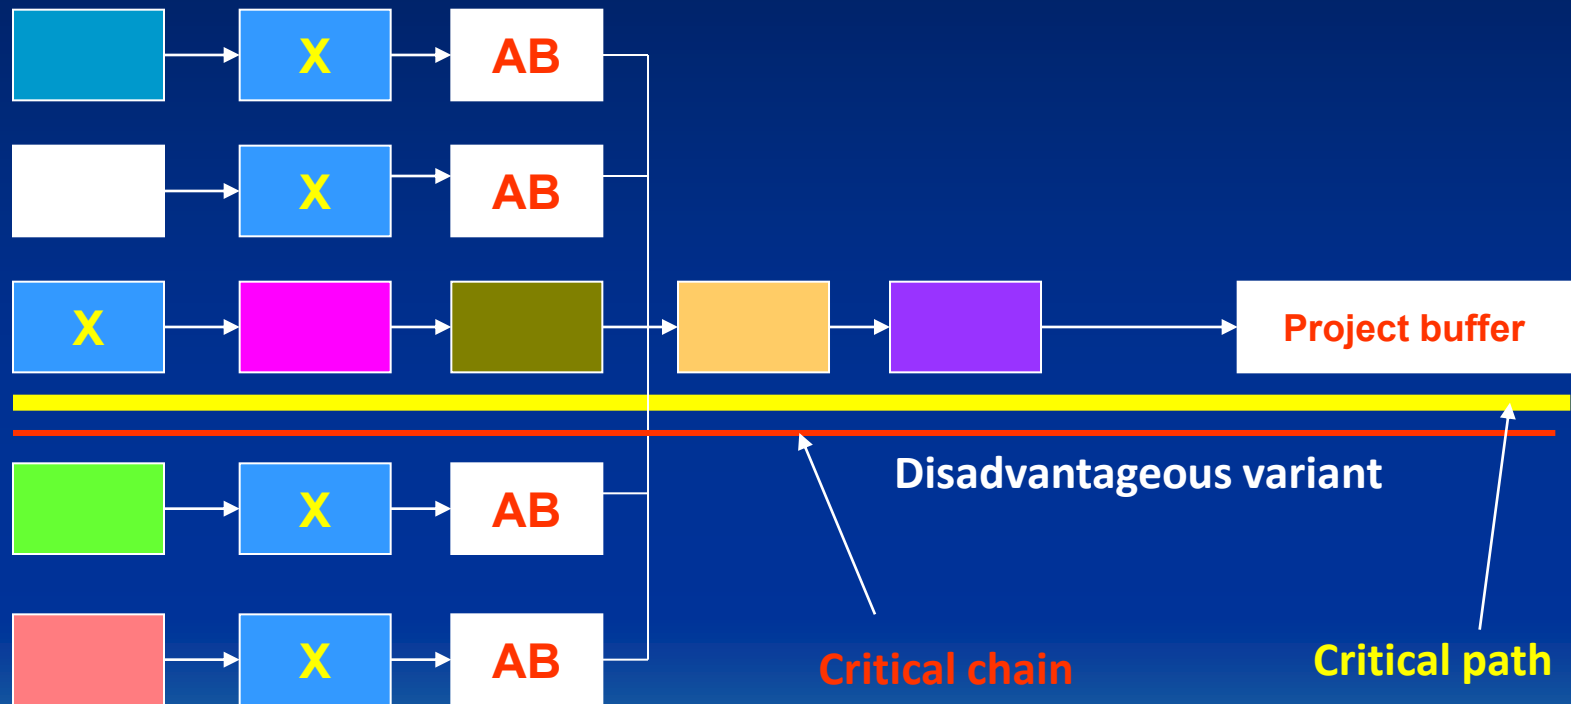 X AB
X AB
X Project buffer
Disadvantageous variant
X AB
X AB
Critical chain
Critical path